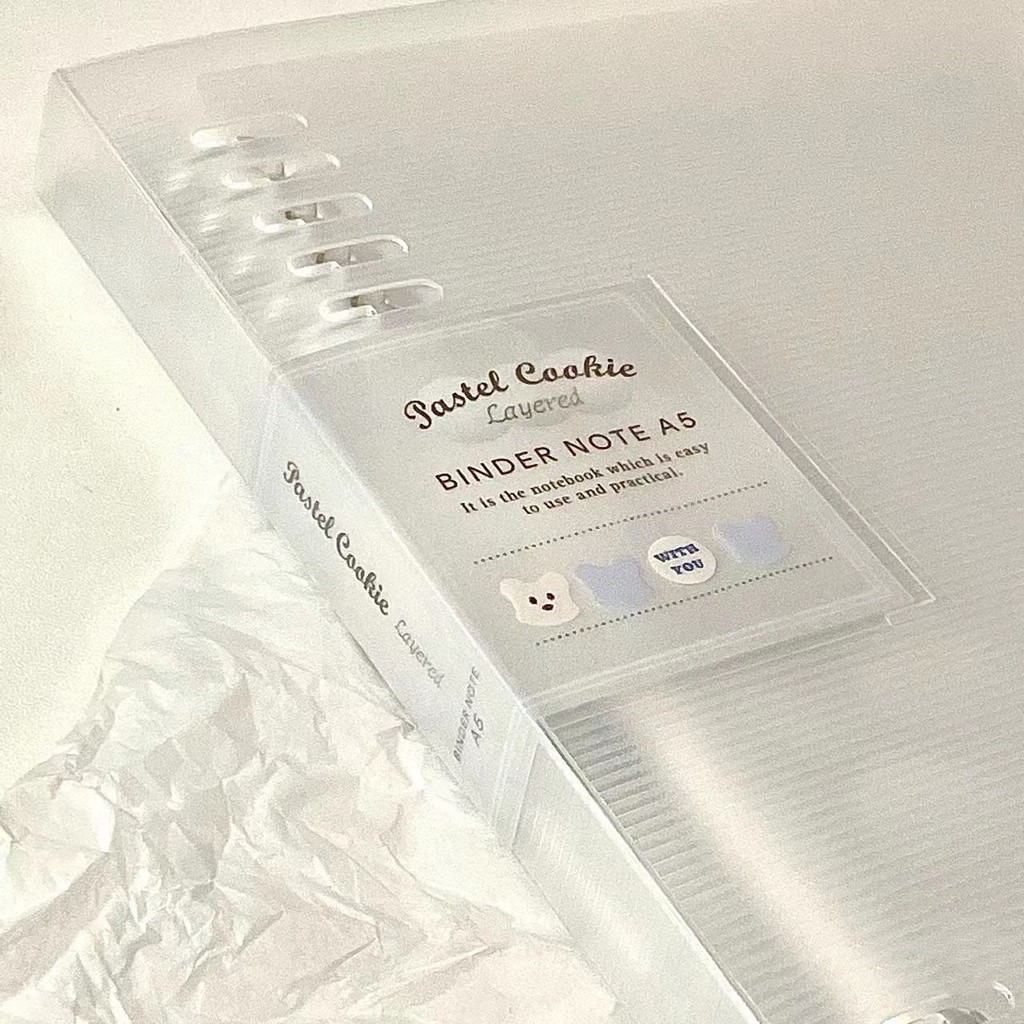 Pastel Cookie
Layered
BINDER NOTE A5
It is the notebook which is easy
to use and practical.
WITH
YOU
Pastel Cookie Layered
BINDER NOTE
A5